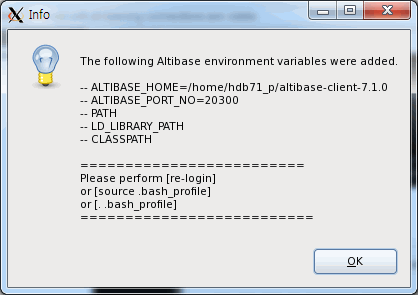 Info
The following Altibase environment variables were added.
-- ALTIBASE_HOME=/home/hdb71_p/altibase-client-7.1.0
-- ALTIBASE_PORT_NO=20300
-- PATH
-- LD_LIBRARY_PATH
-- CLASSPATH
=========================
Please perform [re-login]
or [source .bash_profile]
or [. .bash_profile]
==========================
OK